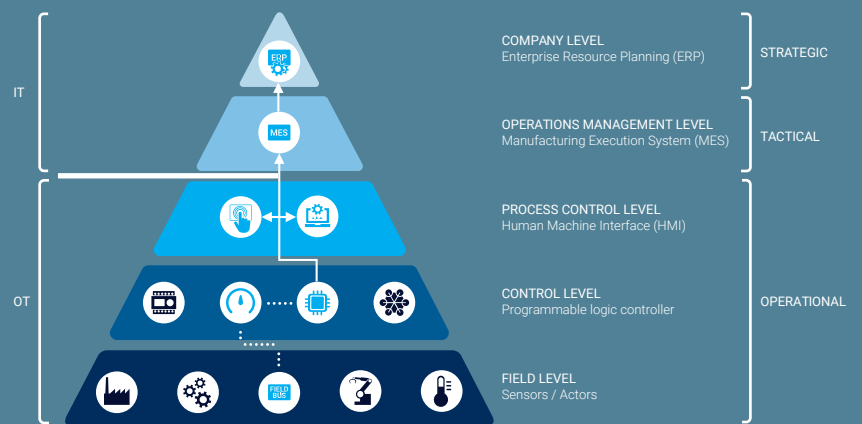 IT
ERP
COMPANY LEVEL
Enterprise Resource Planning (ERP)
STRATEGIC
MES
OPERATIONS MANAGEMENT LEVEL
Manufacturing Execution System (MES)
TACTICAL
PROCESS CONTROL LEVEL
Human Machine Interface (HMI)
OT
CONTROL LEVEL
Programmable logic controller
OPERATIONAL
FIELD
BUS
FIELD LEVEL
Sensors / Actors